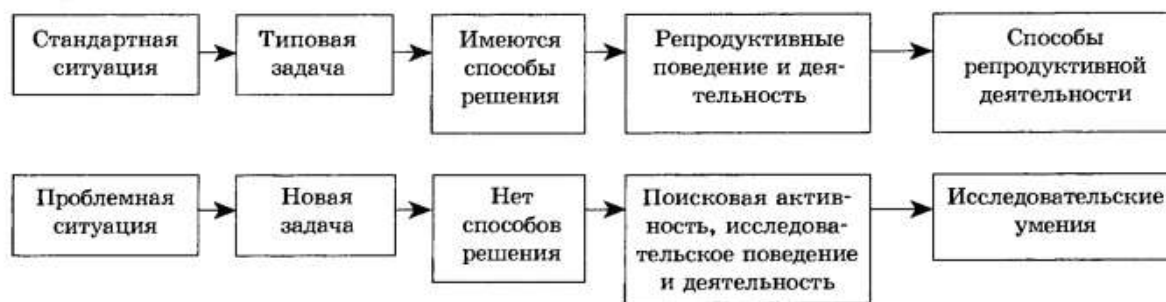 Стандартная
ситуация
Типовая
задача
Имеются
способы
решения
Репродуктивные
поведение и дея-
тельность
Способы
репродуктивной
деятельности
Проблемная
ситуация
Новая
задача
Нет
способов
решения
Поисковая актив-
ность, исследова-
тельское поведение
и деятельность
Исследовательские
умения